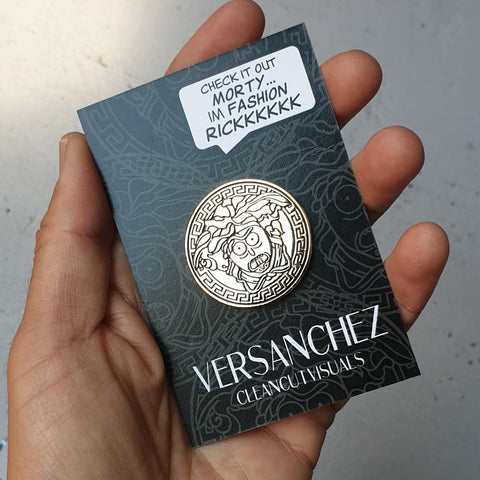 CHECK IT OUT
MORTY...
IM FASHION
RICKKKKKK
VERSANCHEZ
CLEANCUTVISUALS